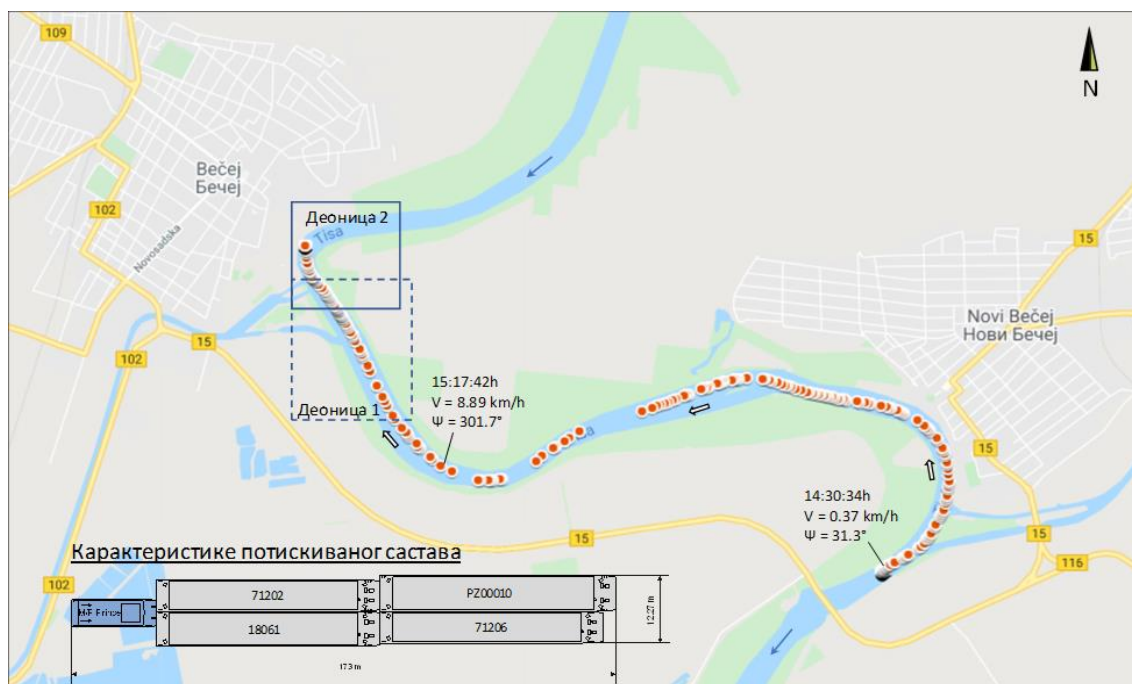 109
N
Večej
Бечеј
Деоница 2
Tisa
102
15
Novosadska
Novi Bečej
Нови Бечеј
15
102
15:17:42h
V = 8.89 km/h
Ψ = 301.7°
Деоница 1
15
14:30:34h
V = 0.37 km/h
Ψ = 31.3°
15
15
116
Карактеристике потискиваног састава
102
71202
PZ00010
18061
71206
12.27 m
173 m